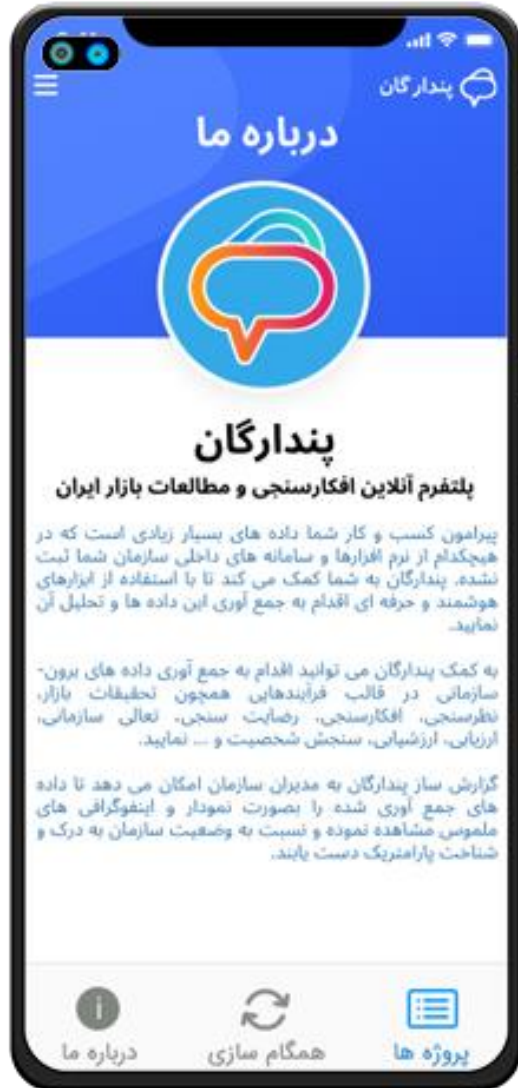 پندارگان
درباره ما
پندارگان
پلتفرم آنلاین افکارسنجی و مطالعات بازار ایران
پیرامون کسب و کار شما داده های بسیار زیادی است که در
هیچکدام از نرم افزارها و سامانه های داخلی سازمان شما ثبت
نشده. پندارگان به شما کمک می کند تا با استفاده از ابزارهای
هوشمند و حرفه ای اقدام به جمع آوری این داده ها و تحلیل آن
نمایید.
به کمک پندارگان می توانید اقدام به جمع آوری داده های برون-
سازمانی در قالب فرآیندهایی همچون تحقیقات بازار،
نظرسنجی، افکارسنجی، رضایت سنجی، تعالی سازمانی،
ارزیابی، ارزشیابی، سنجش شخصیت و ... نمایید.
گزارش ساز پندارگان به مدیران سازمان امکان می دهد تا داده
های جمع آوری شده را بصورت نمودار و اینفوگرافی های
ملموس مشاهده نموده و نسبت به وضعیت سازمان به درک و
شناخت پارامتریک دست یابند.
پروژه ها
همگام سازی
درباره ما